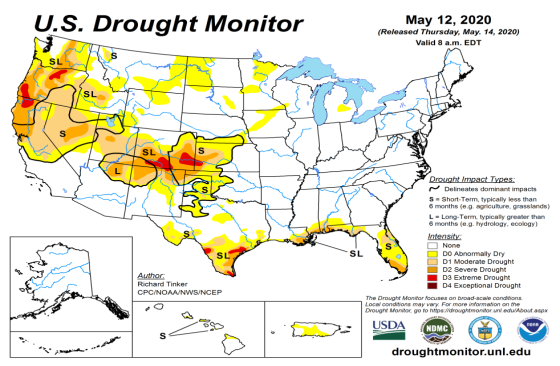 U.S. Drought Monitor
May 12, 2020
(Released Thursday, May. 14, 2020)
Valid 8 a.m. EDT
S
SL
SL
S
SL
S
L
S
S
SL
SL
S
S
Drought Impact Types:
Delineates dominant impacts
S = Short-Term, typically less than
6 months (e.g. agriculture, grasslands)
L = Long-Term, typically greater than
6 months (e.g. hydrology, ecology)
Intensity:
None
D0 Abnormally Dry
D1 Moderate Drought
D2 Severe Drought
D3 Extreme Drought
D4 Exceptional Drought
Author:
Richard Tinker
CPC/NOAA/NWS/NCEP
The Drought Monitor focuses on broad-scale conditions.
Local conditions may vary. For more information on the
Drought Monitor, go to https://droughtmonitor.unl.edu/About.aspx
USDA
NDMC
NOAA
droughtmonitor.unl.edu